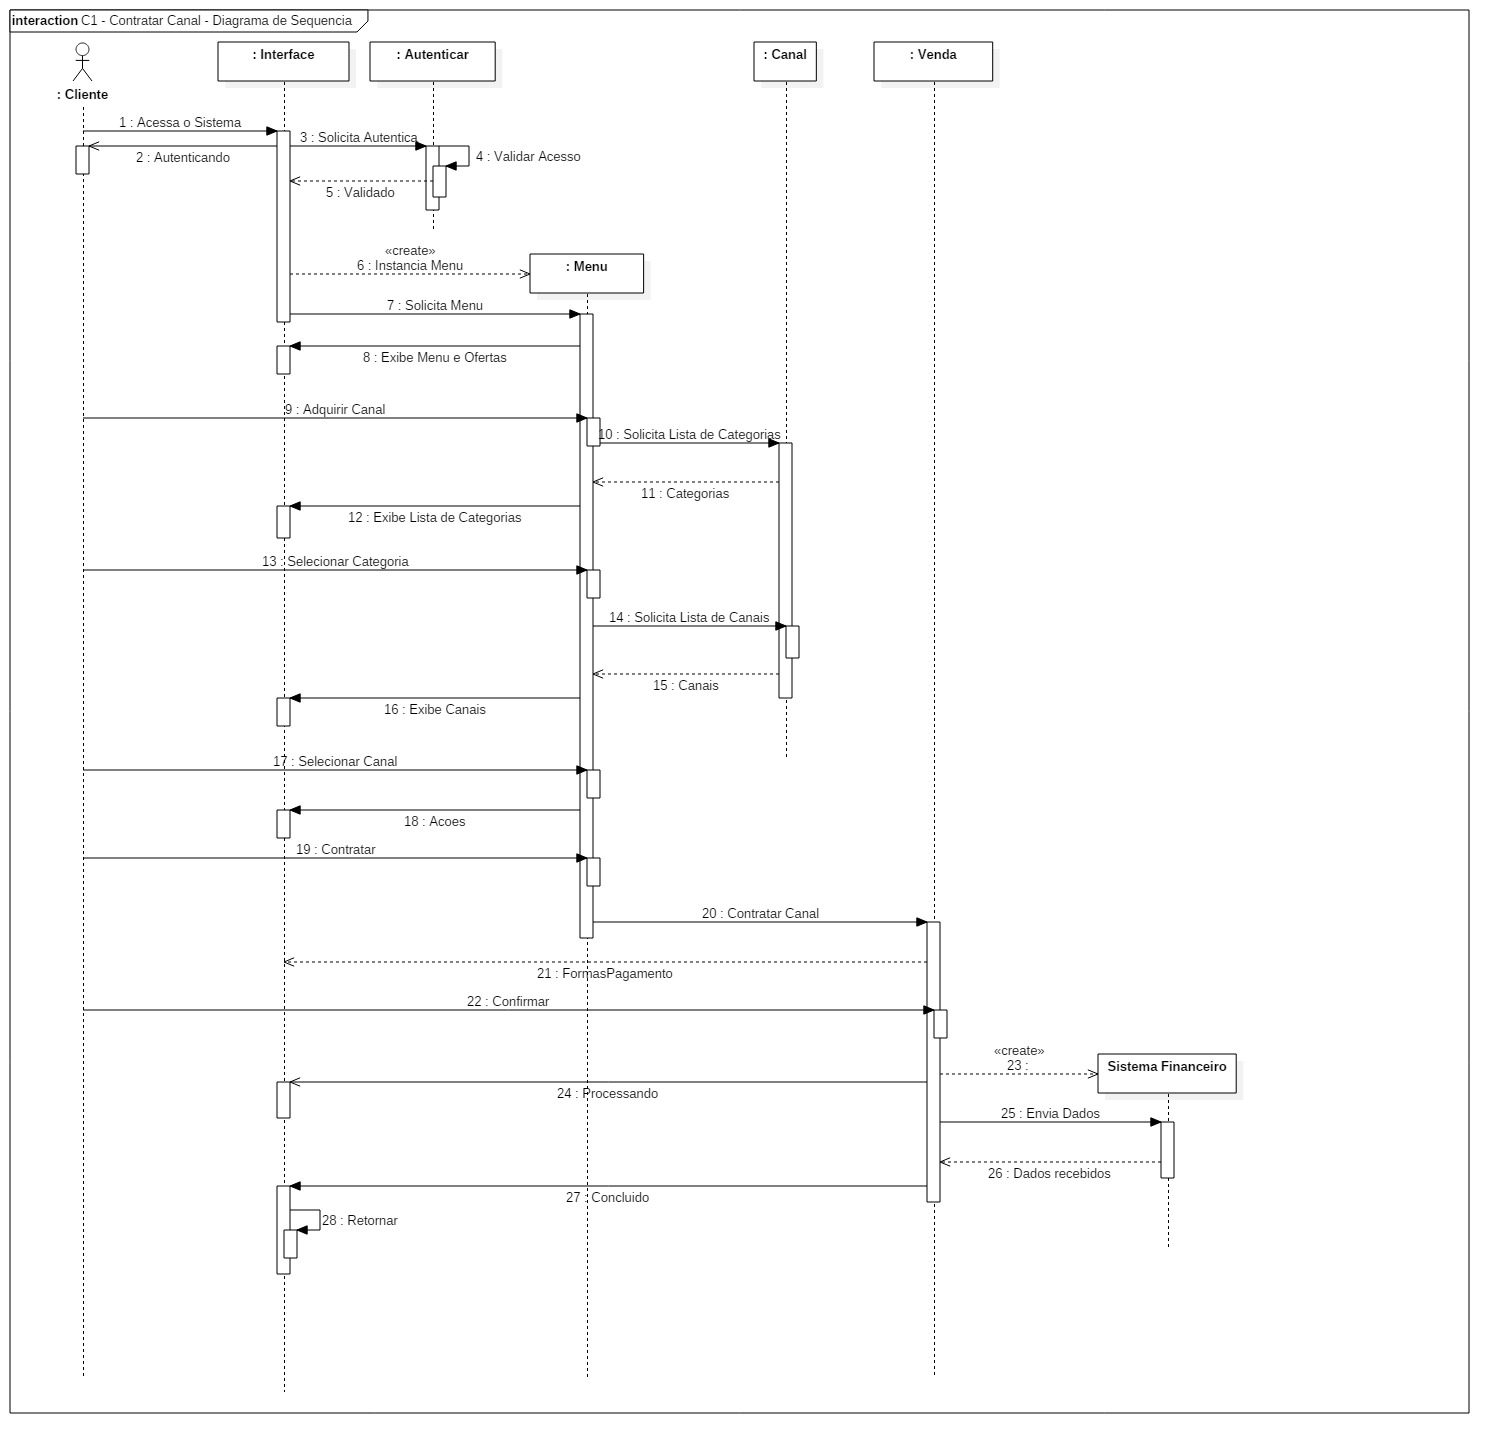 interaction C1 - Contratar Canal - Diagrama de Sequencia
: Cliente
: Interface
: Autenticar
: Canal
: Venda
1 : Acessa o Sistema
2 : Autenticando
3 : Solicita Autentica
4 : Validar Acesso
5 : Validado
«create»
6 : Instancia Menu
: Menu
7 : Solicita Menu
8 : Exibe Menu e Ofertas
9 : Adquirir Canal
10 : Solicita Lista de Categorias
11 : Categorias
12 : Exibe Lista de Categorias
13 : Selecionar Categoria
14 : Solicita Lista de Canais
15 : Canais
16 : Exibe Canais
17 : Selecionar Canal
18 : Acoes
19 : Contratar
20 : Contratar Canal
21 : FormasPagamento
22 : Confirmar
«create»
23 :
Sistema Financeiro
24 : Processando
25 : Envia Dados
26 : Dados recebidos
27 : Concluido
28 : Retornar